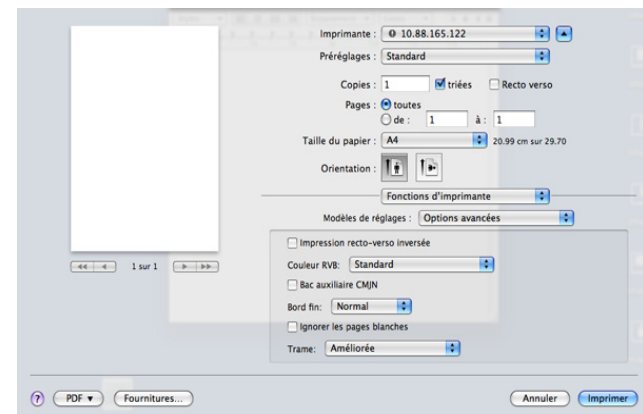 Imprimante : 10.88.165.122
Préréglages : Standard
Copies : 1 triées Recto verso
Pages : toutes
de : 1 à : 1
Taille du papier : A4 20.99 cm sur 29.70
Orientation :
Fonctions d'imprimante
Modèles de réglages : Options avancées
Impression recto-verso inversée
1 sur 1
Couleur RVB: Standard
Bac auxiliaire CMJN
Bord fin: Normal
Ignorer les pages blanches
Trame: Améliorée
? PDF Fournitures... Annuler Imprimer